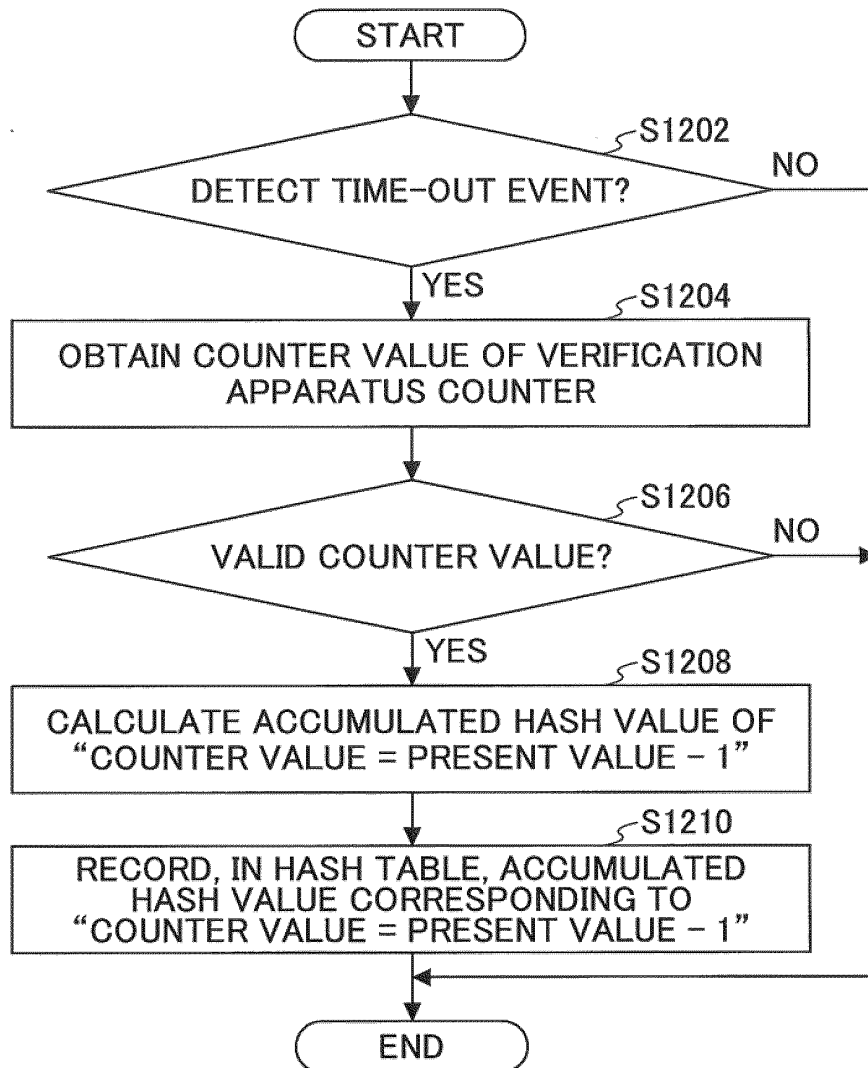 START
S1202
DETECT TIME-OUT EVENT?
NO
YES
S1204
OBTAIN COUNTER VALUE OF VERIFICATION
APPARATUS COUNTER
S1206
VALID COUNTER VALUE?
NO
YES
S1208
CALCULATE ACCUMULATED HASH VALUE OF
“COUNTER VALUE = PRESENT VALUE – 1”
S1210
RECORD, IN HASH TABLE, ACCUMULATED
HASH VALUE CORRESPONDING TO
“COUNTER VALUE = PRESENT VALUE – 1”
END